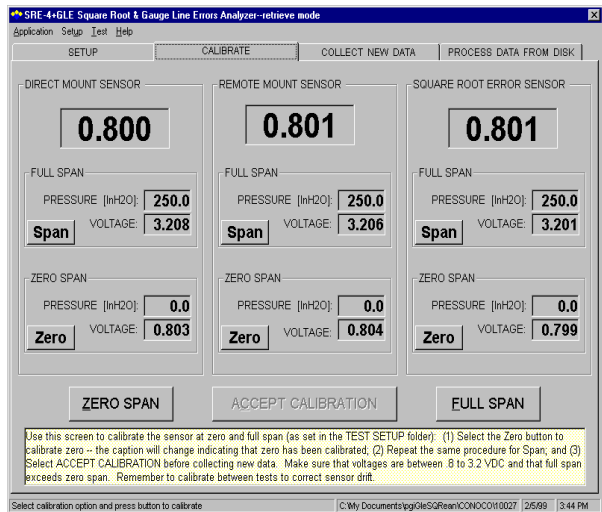 SRE-4+GLE Square Root & Gauge Line Errors Analyzer--retrieve mode
Application Setup Test Help
SETUP CALIBRATE COLLECT NEW DATA PROCESS DATA FROM DISK
DIRECT MOUNT SENSOR REMOTE MOUNT SENSOR SQUARE ROOT ERROR SENSOR
0.800 0.801 0.801
FULL SPAN FULL SPAN FULL SPAN
PRESSURE [InH2O]: 250.0 PRESSURE [InH2O]: 250.0 PRESSURE [InH2O]: 250.0
Span VOLTAGE: 3.208 Span VOLTAGE: 3.206 Span VOLTAGE: 3.201
ZERO SPAN ZERO SPAN ZERO SPAN
PRESSURE [InH2O]: 0.0 PRESSURE [InH2O]: 0.0 PRESSURE [InH2O]: 0.0
Zero VOLTAGE: 0.803 Zero VOLTAGE: 0.804 Zero VOLTAGE: 0.799
ZERO SPAN ACCEPT CALIBRATION FULL SPAN
Use this screen to calibrate the sensor at zero and full span (as set in the TEST SETUP folder): (1) Select the Zero button to
calibrate zero -- the caption will change indicating that zero has been calibrated; (2) Repeat the same procedure for Span; and (3)
Select ACCEPT CALIBRATION before collecting new data. Make sure that voltages are between .8 to 3.2 VDC and that full span
exceeds zero span. Remember to calibrate between tests to correct sensor drift.
Select calibration option and press button to calibrate C:\My Documents\pgi\GleSQRean\CONOCO\10027 2/5/99 3:44 PM